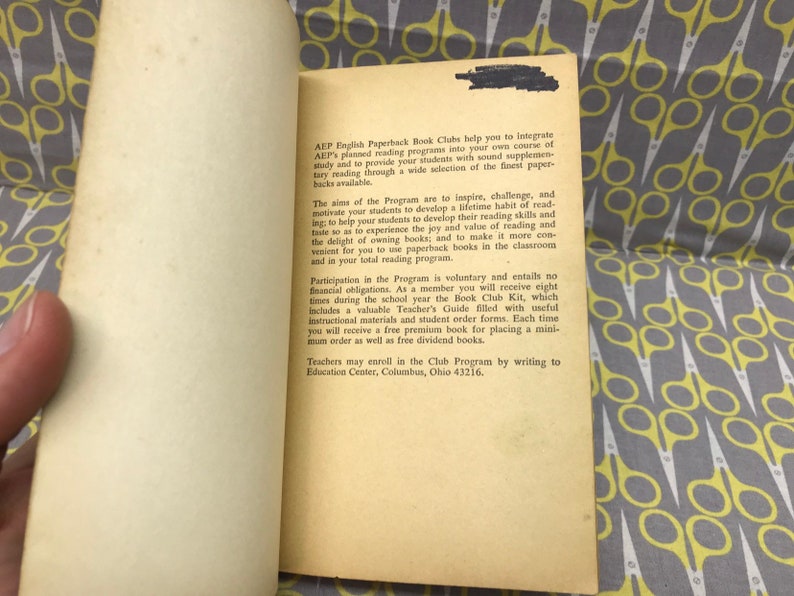 AEP English Paperback Book Clubs help you to integrate
AEP's planned reading programs into your own course of
study and to provide your students with sound supplemen-
tary reading through a wide selection of the finest paper-
backs available.
The aims of the Program are to inspire, challenge, and
motivate your students to develop a lifetime habit of read-
ing; to help your students to develop their reading skills and
taste so as to experience the joy and value of reading and
the delight of owning books; and to make it more con-
venient for you to use paperback books in the classroom
and in your total reading program.
Participation in the Program is voluntary and entails no
financial obligations. As a member you will receive eight
times during the school year the Book Club Kit, which
includes a valuable Teacher's Guide filled with useful
instructional materials and student order forms. Each time
you will receive a free premium book for placing a mini-
mum order as well as free dividend books.
Teachers may enroll in the Club Program by writing to
Education Center, Columbus, Ohio 43216.